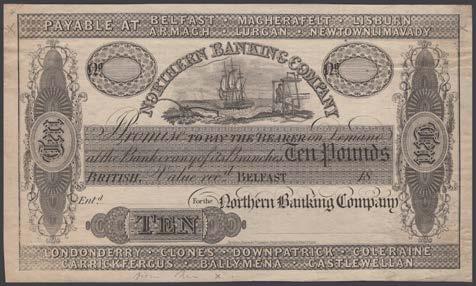 PAYABLE AT BELFAST · MAGHERAFELT · LISBURN
ARMAGH · LURGAN · NEWTOWNLIMAVADY
NORTHERN BANKING COMPANY
No
No
Promise TO PAY THE BEARER on Demand
at the Bank or any of its Branches Ten Pounds
BRITISH, Value recd. BELFAST 18
Entd.
For the Northern Banking Company
TEN
Ten
Ten
LONDONDERRY · CLONES · DOWNPATRICK · COLERAINE
CARRICKFERGUS · BALLYMENA · CASTLEWELLAN